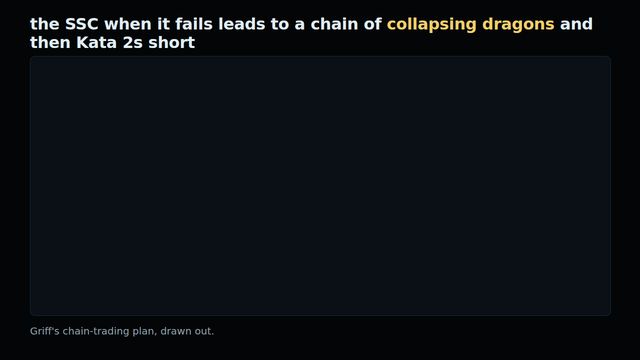 the SSC when it fails leads to a chain of collapsing dragons and
then Kata 2s short
Griff's chain-trading plan, drawn out.